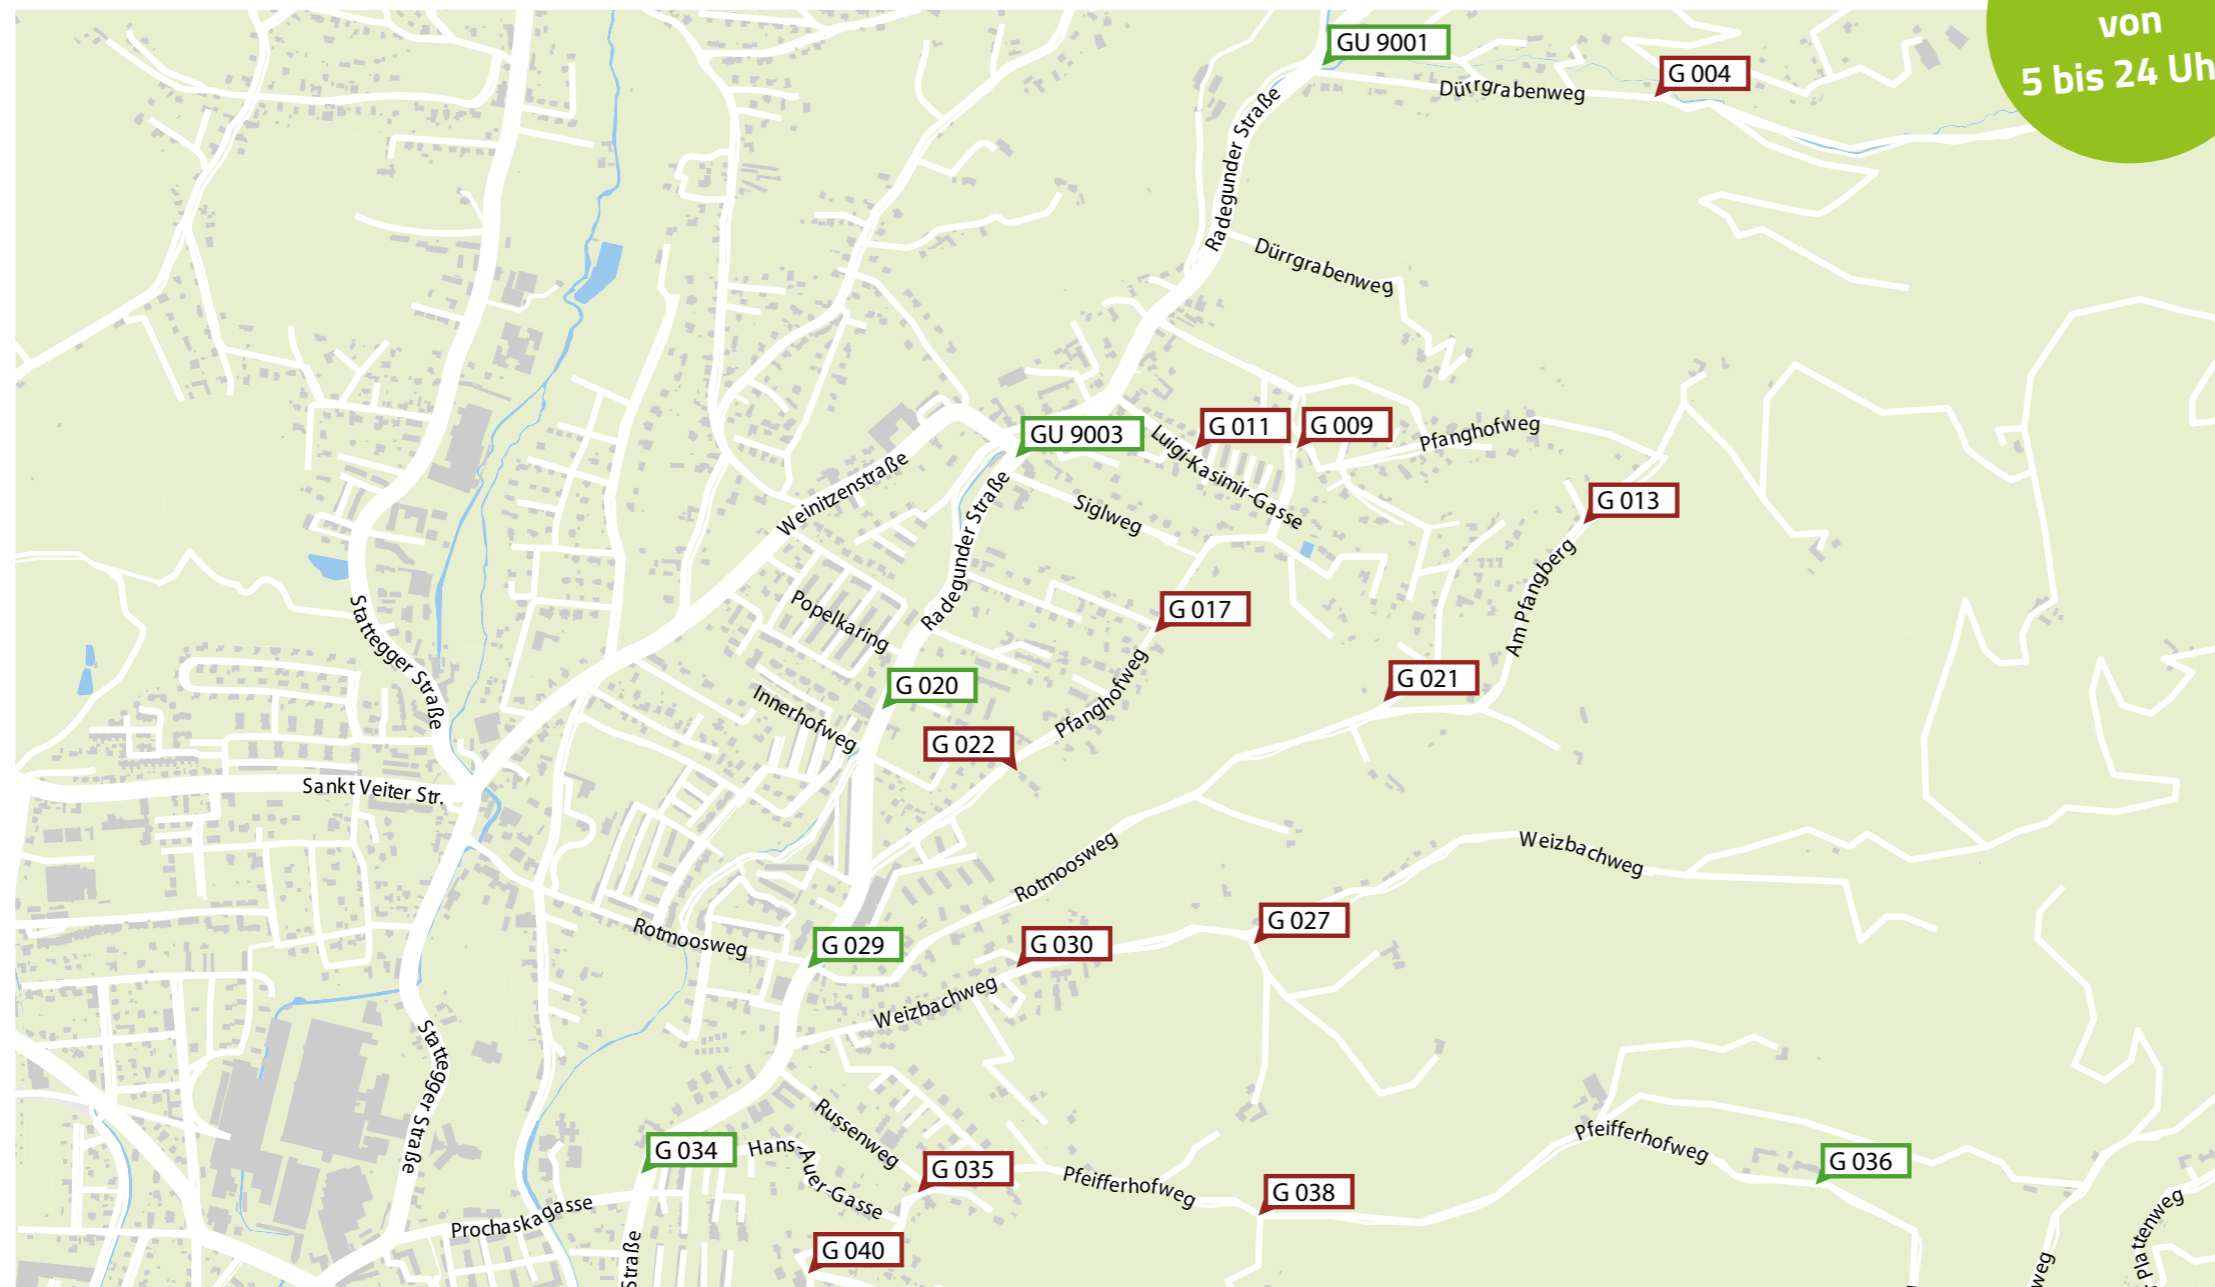 von
5 bis 24 Uh
GU 9001
G 004
Dürrgrabenweg
Radegunder Straße
Dürrgrabenweg
GU 9003
G 011
G 009
Pfanghofweg
Luigi-Kasimir-Gasse
Weinitzenstraße
Radegunder Straße
Siglweg
G 013
Am Pfangberg
Popelkaring
G 017
Stattegger Straße
Pfanghofweg
G 020
G 021
Innerhofweg
G 022
Sankt Veiter Str.
Rotmoosweg
Weizbachweg
G 027
Rotmoosweg
G 029
G 030
Weizbachweg
Stattegger Straße
Russenweg
Pfeifferhofweg
G 034
Hans-Auer-Gasse
G 035
G 036
Pfeifferhofweg
G 038
Prochaskagasse
G 040
Straße
weg
-Plattenweg